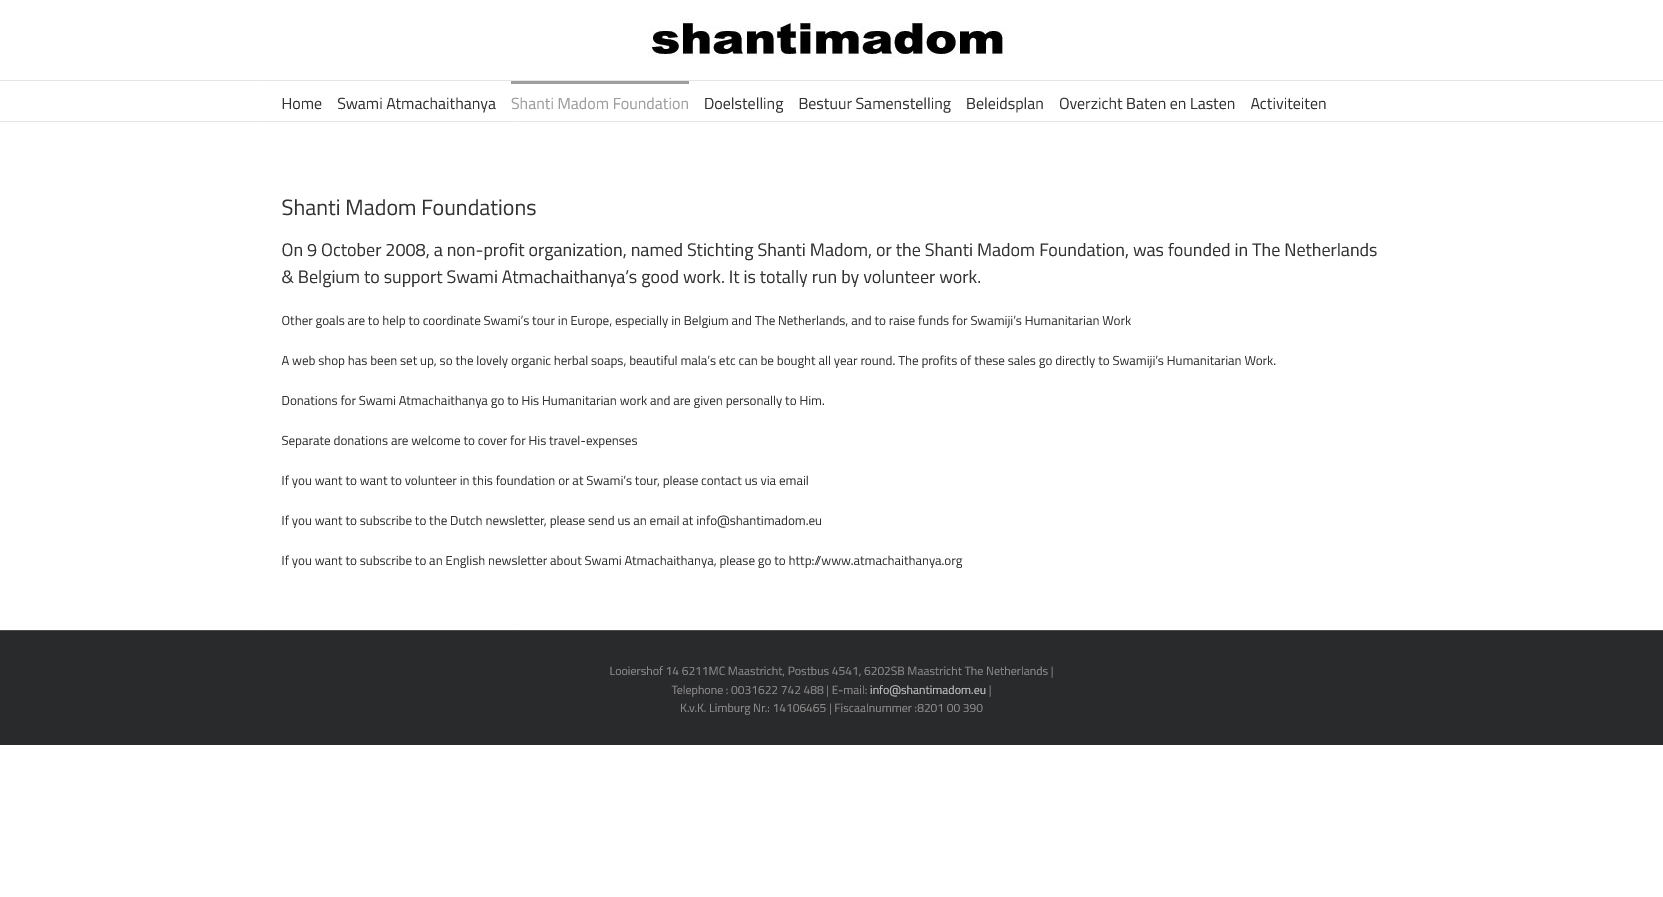 shantimadom
Home Swami Atmachaithanya Shanti Madom Foundation Doelstelling Bestuur Samenstelling Beleidsplan Overzicht Baten en Lasten Activiteiten
Shanti Madom Foundations
On 9 October 2008, a non-profit organization, named Stichting Shanti Madom, or the Shanti Madom Foundation, was founded in The Netherlands
& Belgium to support Swami Atmachaithanya’s good work. It is totally run by volunteer work.
Other goals are to help to coordinate Swami’s tour in Europe, especially in Belgium and The Netherlands, and to raise funds for Swamiji’s Humanitarian Work
A web shop has been set up, so the lovely organic herbal soaps, beautiful mala’s etc can be bought all year round. The profits of these sales go directly to Swamiji’s Humanitarian Work.
Donations for Swami Atmachaithanya go to His Humanitarian work and are given personally to Him.
Separate donations are welcome to cover for His travel-expenses
If you want to want to volunteer in this foundation or at Swami’s tour, please contact us via email
If you want to subscribe to the Dutch newsletter, please send us an email at info@shantimadom.eu
If you want to subscribe to an English newsletter about Swami Atmachaithanya, please go to http://www.atmachaithanya.org
Looiershof 14 6211MC Maastricht, Postbus 4541, 6202SB Maastricht The Netherlands |
Telephone : 0031622 742 488 | E-mail: info@shantimadom.eu |
K.v.K. Limburg Nr.: 14106465 | Fiscaalnummer :8201 00 390